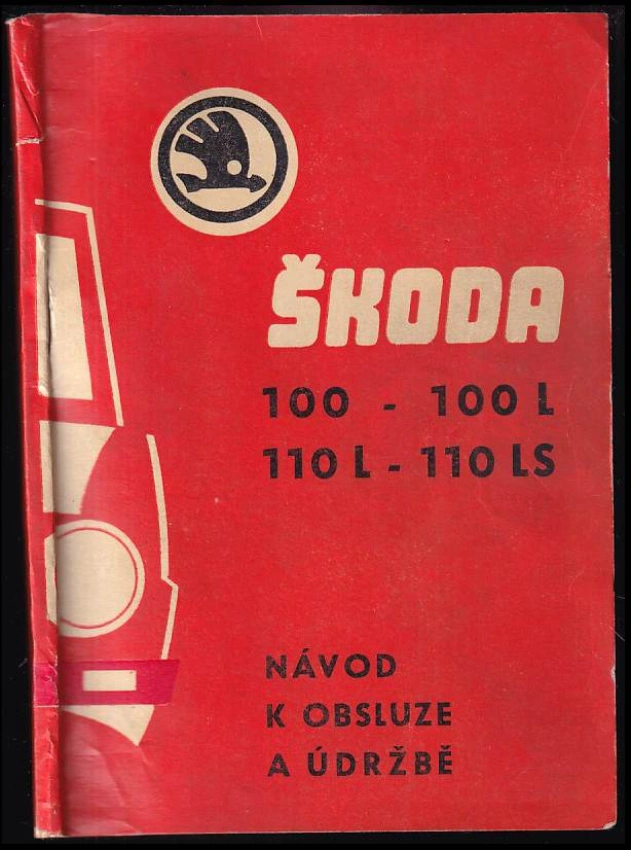 ŠKODA
100 - 100 L
110 L - 110 LS
NÁVOD
K OBSLUZE
A ÚDRŽBĚ